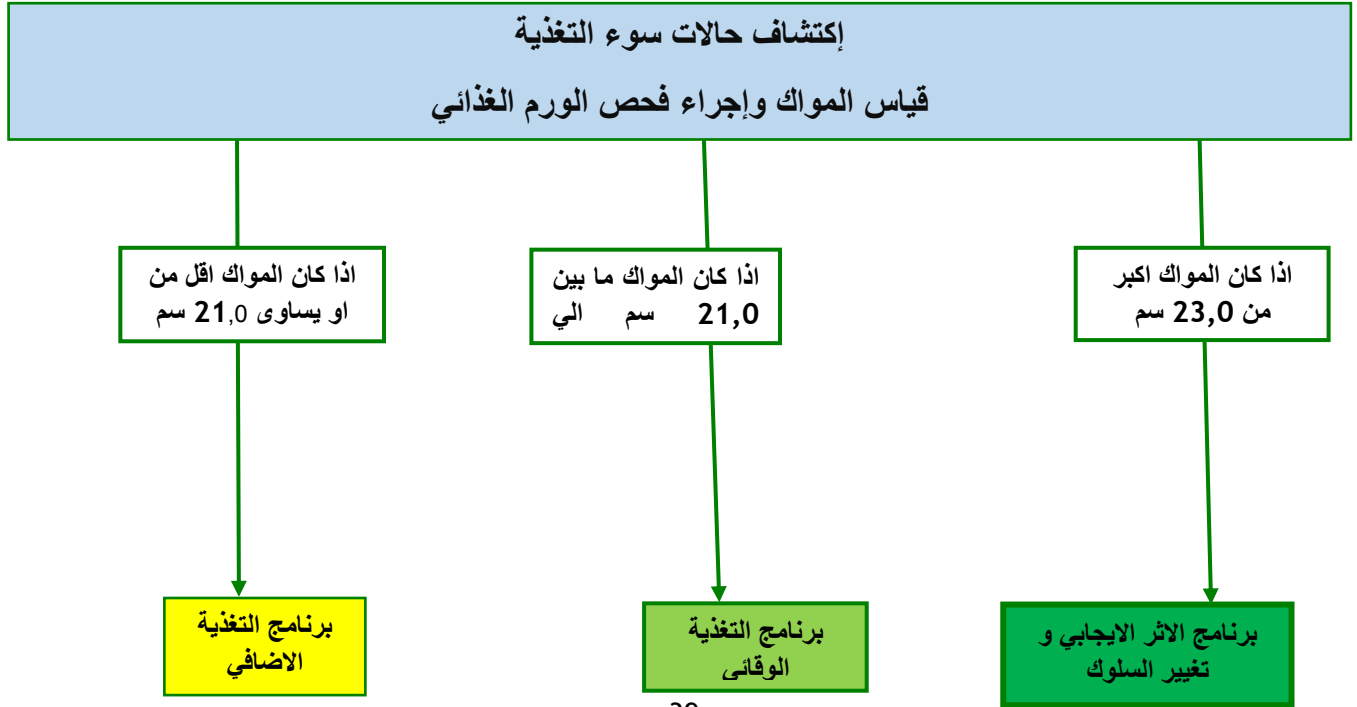 إكتشاف حالات سوء التغذية
قياس المواك وإجراء فحص الورم الغذائي
اذا كان المواك اكبر
من 23,0 سم
اذا كان المواك ما بين
21,0 سم الي
اذا كان المواك اقل من
او يساوى 21,0 سم
برنامج الاثر الايجابي و
تغيير السلوك
برنامج التغذية
الوقائي
برنامج التغذية
الاضافي